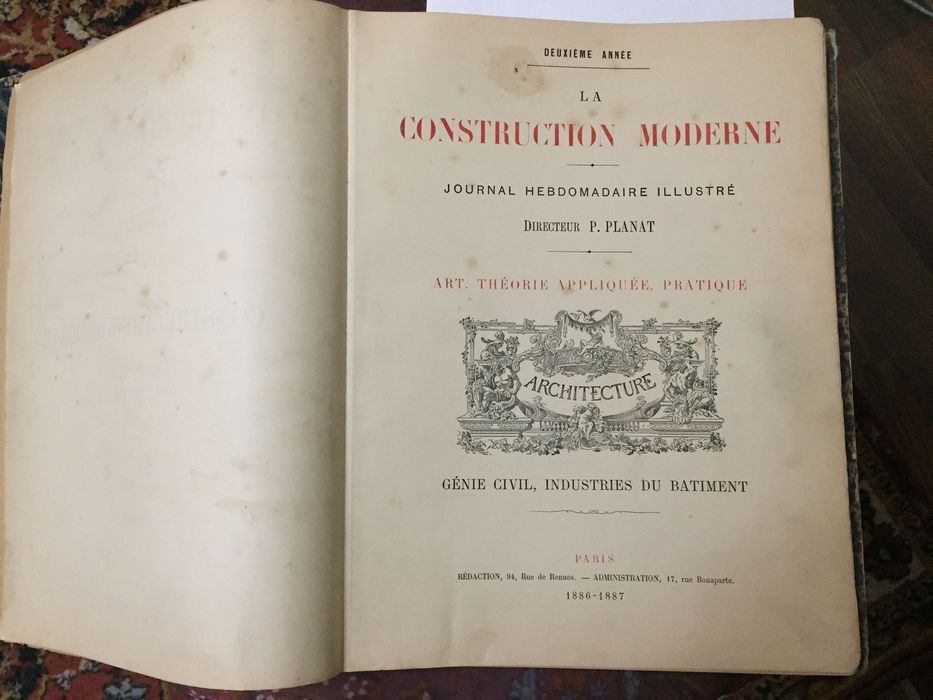 DEUXIÈME ANNÉE
LA
CONSTRUCTION MODERNE
JOURNAL HEBDOMADAIRE ILLUSTRÉ
DIRECTEUR P. PLANAT
ART, THÉORIE APPLIQUÉE, PRATIQUE
ARCHITECTURE
GÉNIE CIVIL, INDUSTRIES DU BATIMENT
PARIS
RÉDACTION, 94, Rue de Rennes. — ADMINISTRATION, 17, rue Bonaparte.
1886-1887